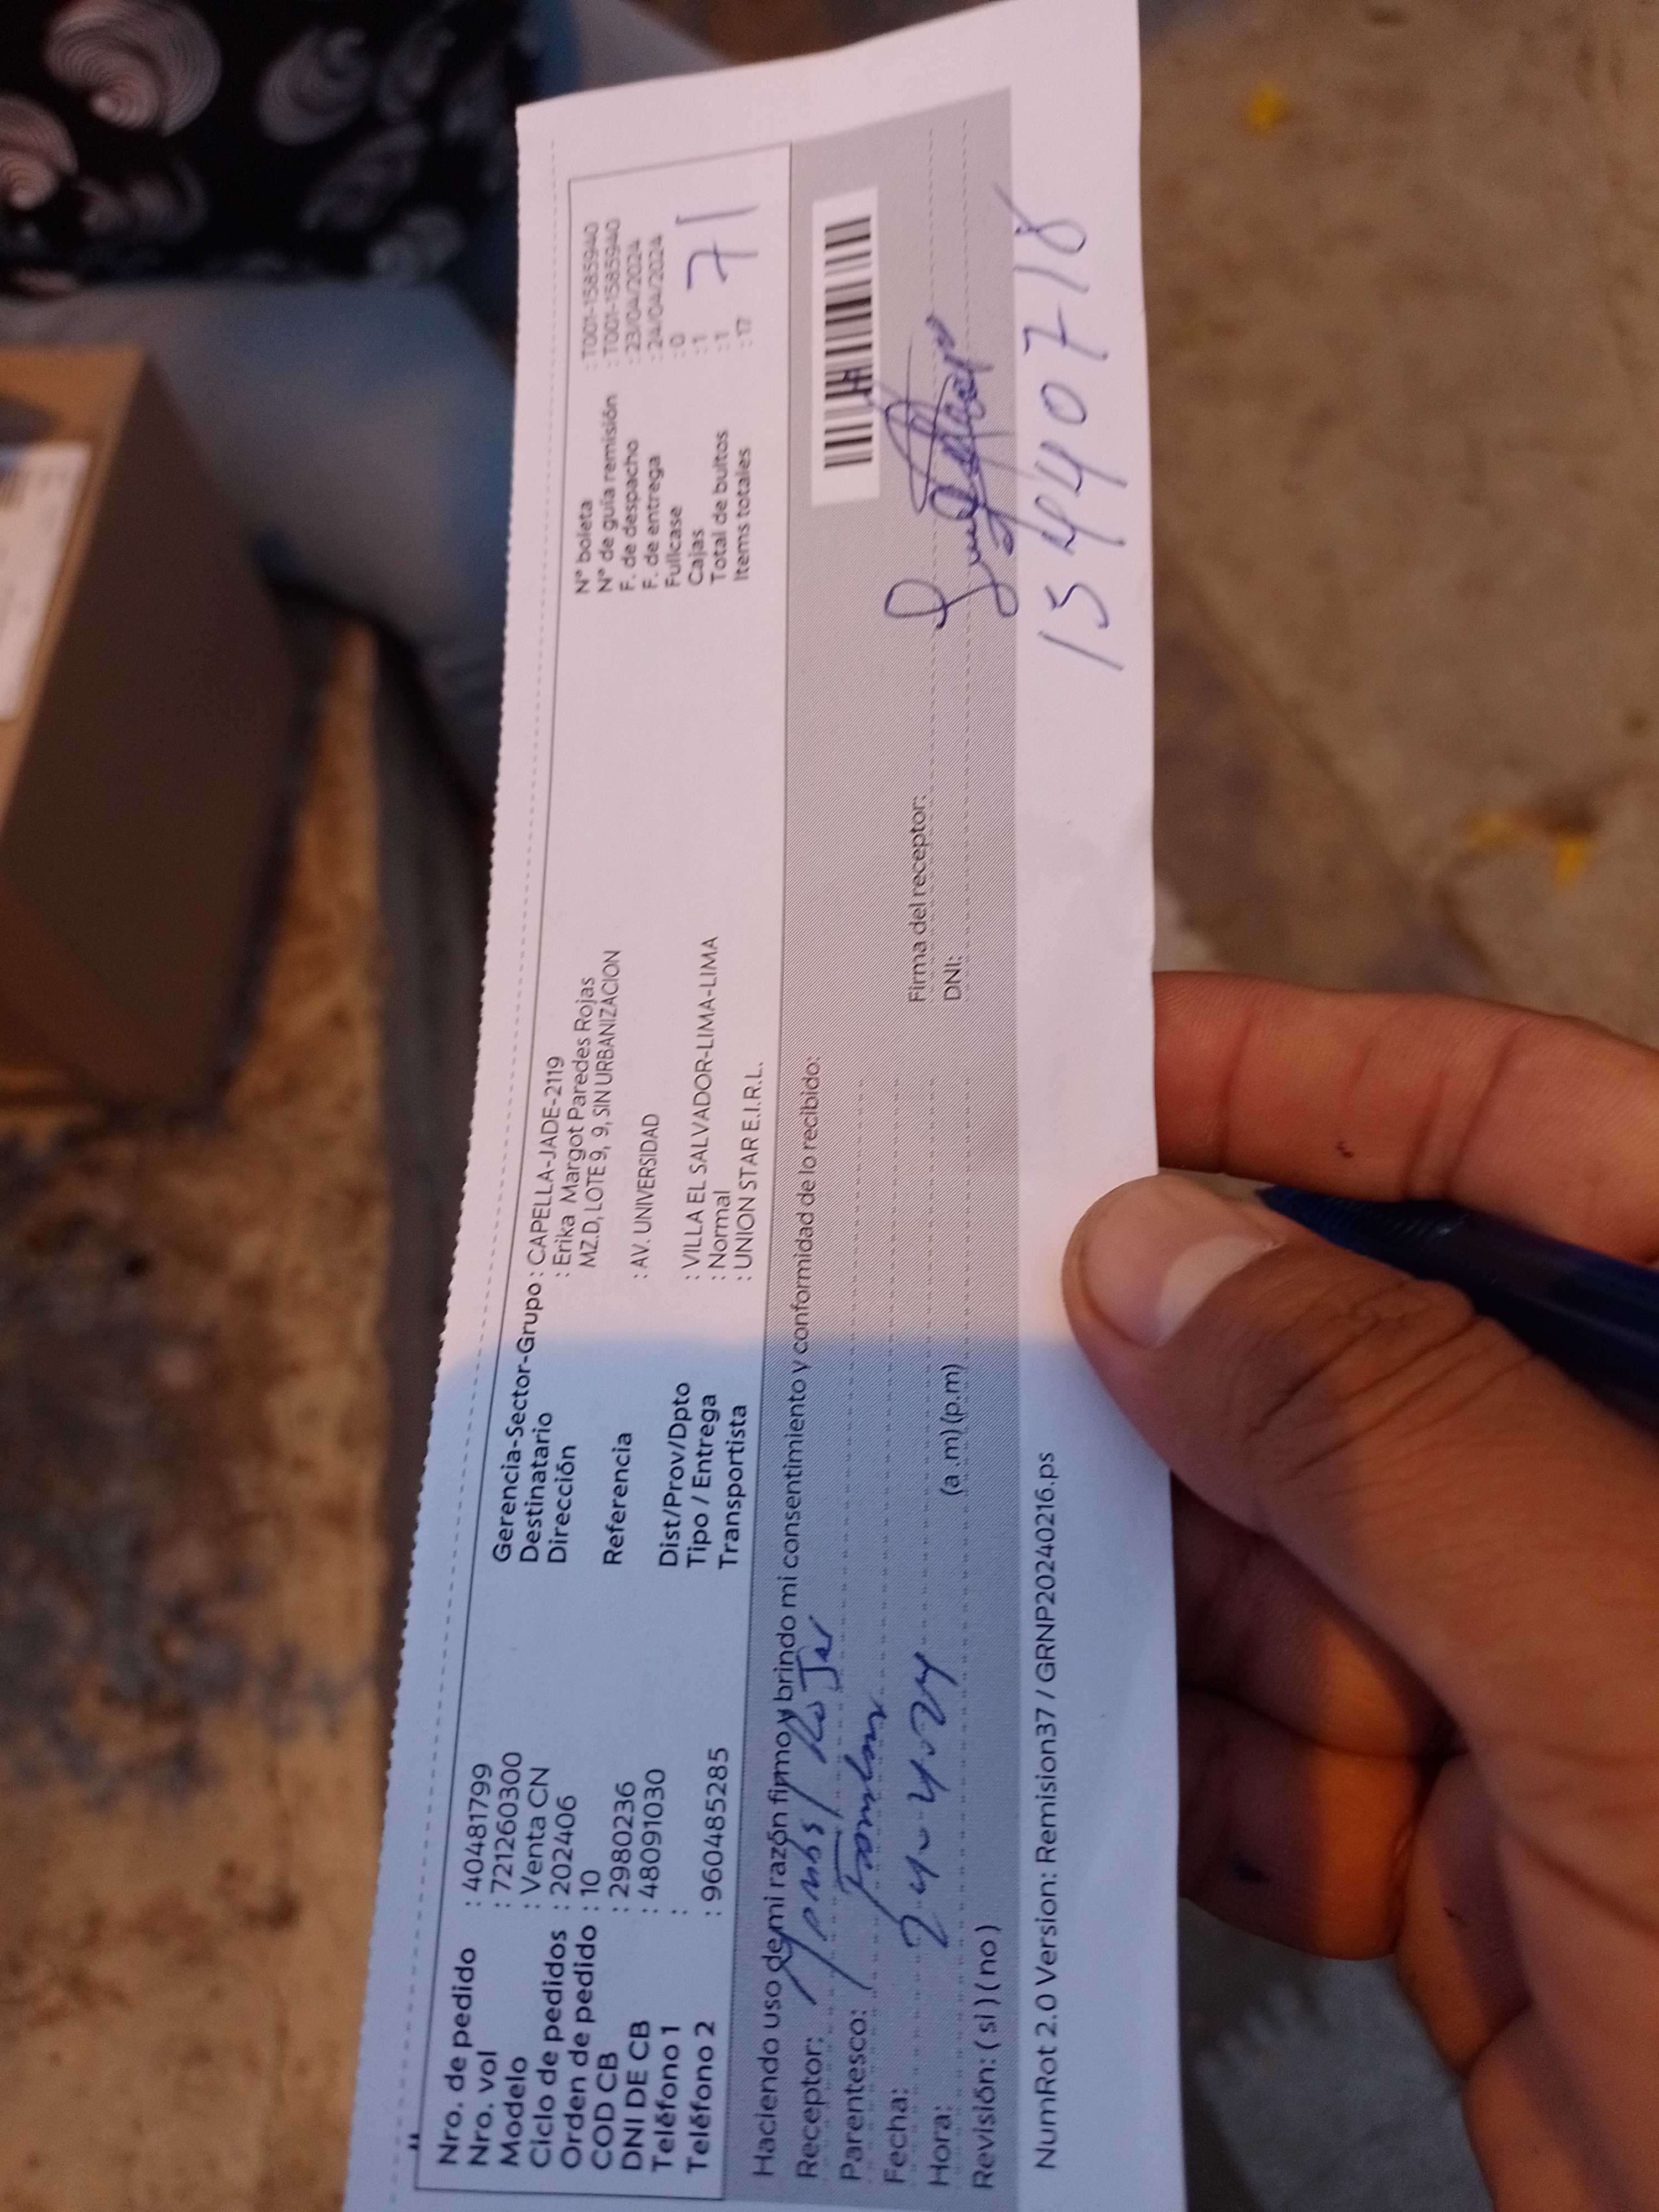 Nro. de pedido : 40481799
Nro. vol : 7212603000
Modelo : Venta CN
Ciclo de pedidos : 202406
Orden de pedido : 10
COD CB : 2980236
DNI DE CB : 48091030
Teléfono 1 :
Teléfono 2 : 960485285
Gerencia-Sector-Grupo : CAPELLA-JADE-2119
Destinatario : Erika Margot Paredes Rojas
Dirección MZ.D, LOTE 9, 9, SIN URBANIZACION
Referencia : AV. UNIVERSIDAD
Dist/Prov/Dpto : VILLA EL SALVADOR-LIMA-LIMA
Tipo / Entrega : Normal
Transportista : UNION STAR E.I.R.L.
N° boleta : T001-1585940
N° de guía remisión : T001-1585940
F. de despacho : 23/04/2024
F. de entrega : 24/04/2024
Fullcase : 0
Cajas : 1
Total de bultos : 1
Items totales : 17
71
Haciendo uso de mi razón firmo y brindo mi consentimiento y conformidad de lo recibido:
Receptor:
Parentesco:
Fecha: 24.4.24
Hora: (a .m) (p.m)
Revisión: ( si ) ( no )
Firma del receptor:
DNI:
15440718
NumRot 2.0 Version: Remision37 / GRNP20240216.ps